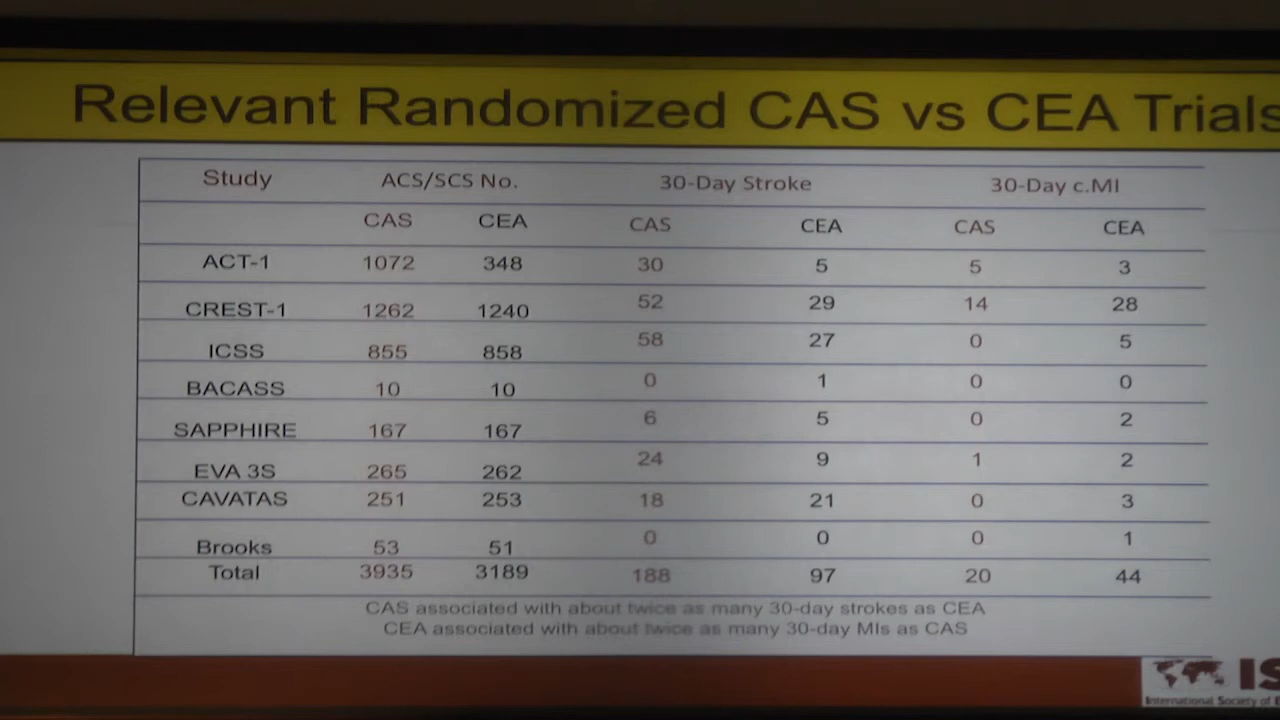 Relevant Randomized CAS vs CEA Trials
Study ACS/SCS No. 30-Day Stroke 30-Day c.MI
CAS CEA CAS CEA CAS CEA
ACT-1 1072 348 30 5 5 3
CREST-1 1262 1240 52 29 14 28
ICSS 855 858 58 27 0 5
BACASS 10 10 0 1 0 0
SAPPHIRE 167 167 6 5 0 2
EVA 3S 265 262 24 9 1 2
CAVATAS 251 253 18 21 0 3
Brooks 53 51 0 0 0 1
Total 3935 3189 188 97 20 44
CAS associated with about twice as many 30-day strokes as CEA
CEA associated with about twice as many 30-day MIs as CAS
IS
International Society of